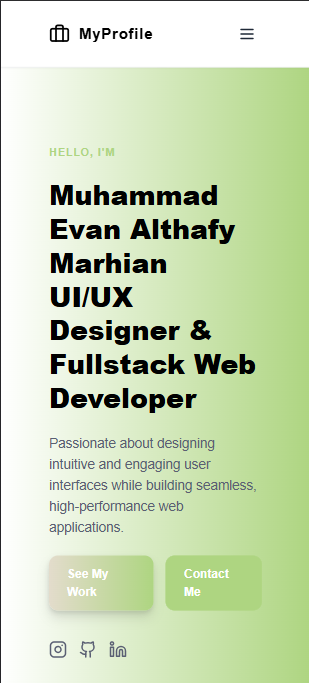 MyProfile
HELLO, I'M
Muhammad
Evan Althafy
Marhian
UI/UX
Designer &
Fullstack Web
Developer
Passionate about designing
intuitive and engaging user
interfaces while building seamless,
high-performance web
applications.
See My
Work
Contact
Me